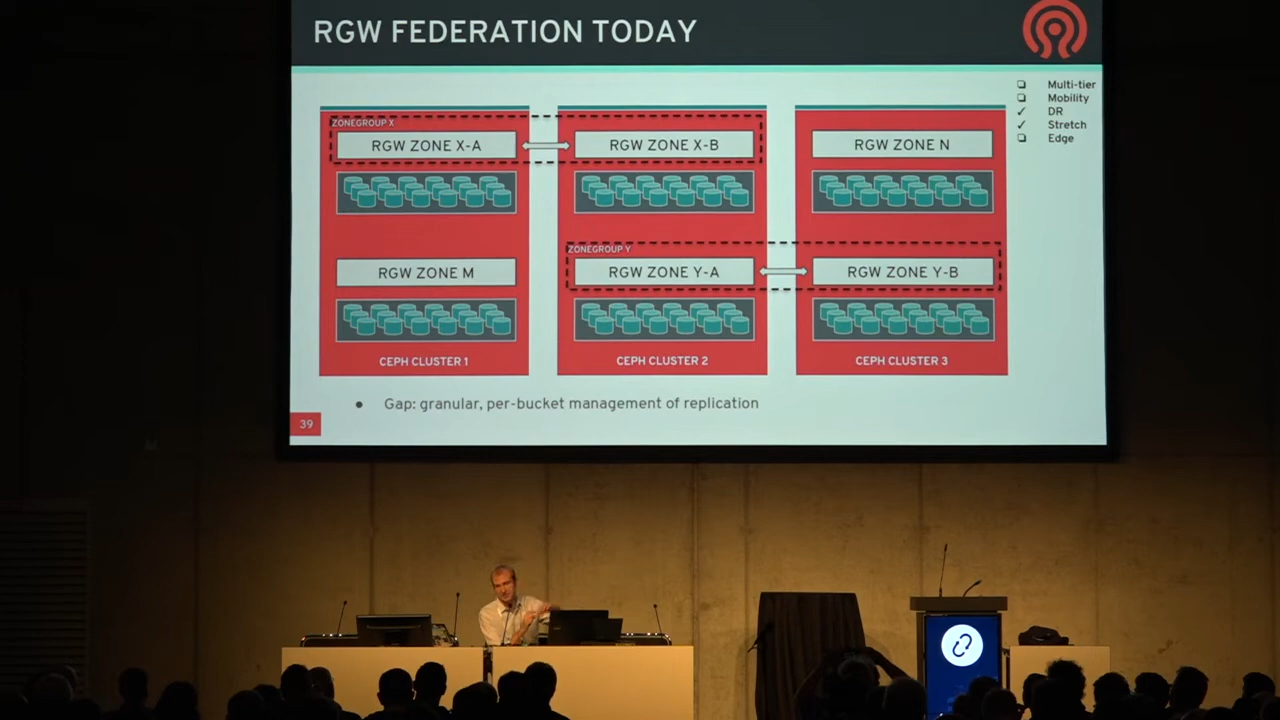 RGW FEDERATION TODAY
❏ Multi-tier
❏ Mobility
✓ DR
✓ Stretch
❏ Edge
ZONEGROUP X
RGW ZONE X-A
RGW ZONE X-B
RGW ZONE N
ZONEGROUP Y
RGW ZONE M
RGW ZONE Y-A
RGW ZONE Y-B
CEPH CLUSTER 1
CEPH CLUSTER 2
CEPH CLUSTER 3
● Gap: granular, per-bucket management of replication
39